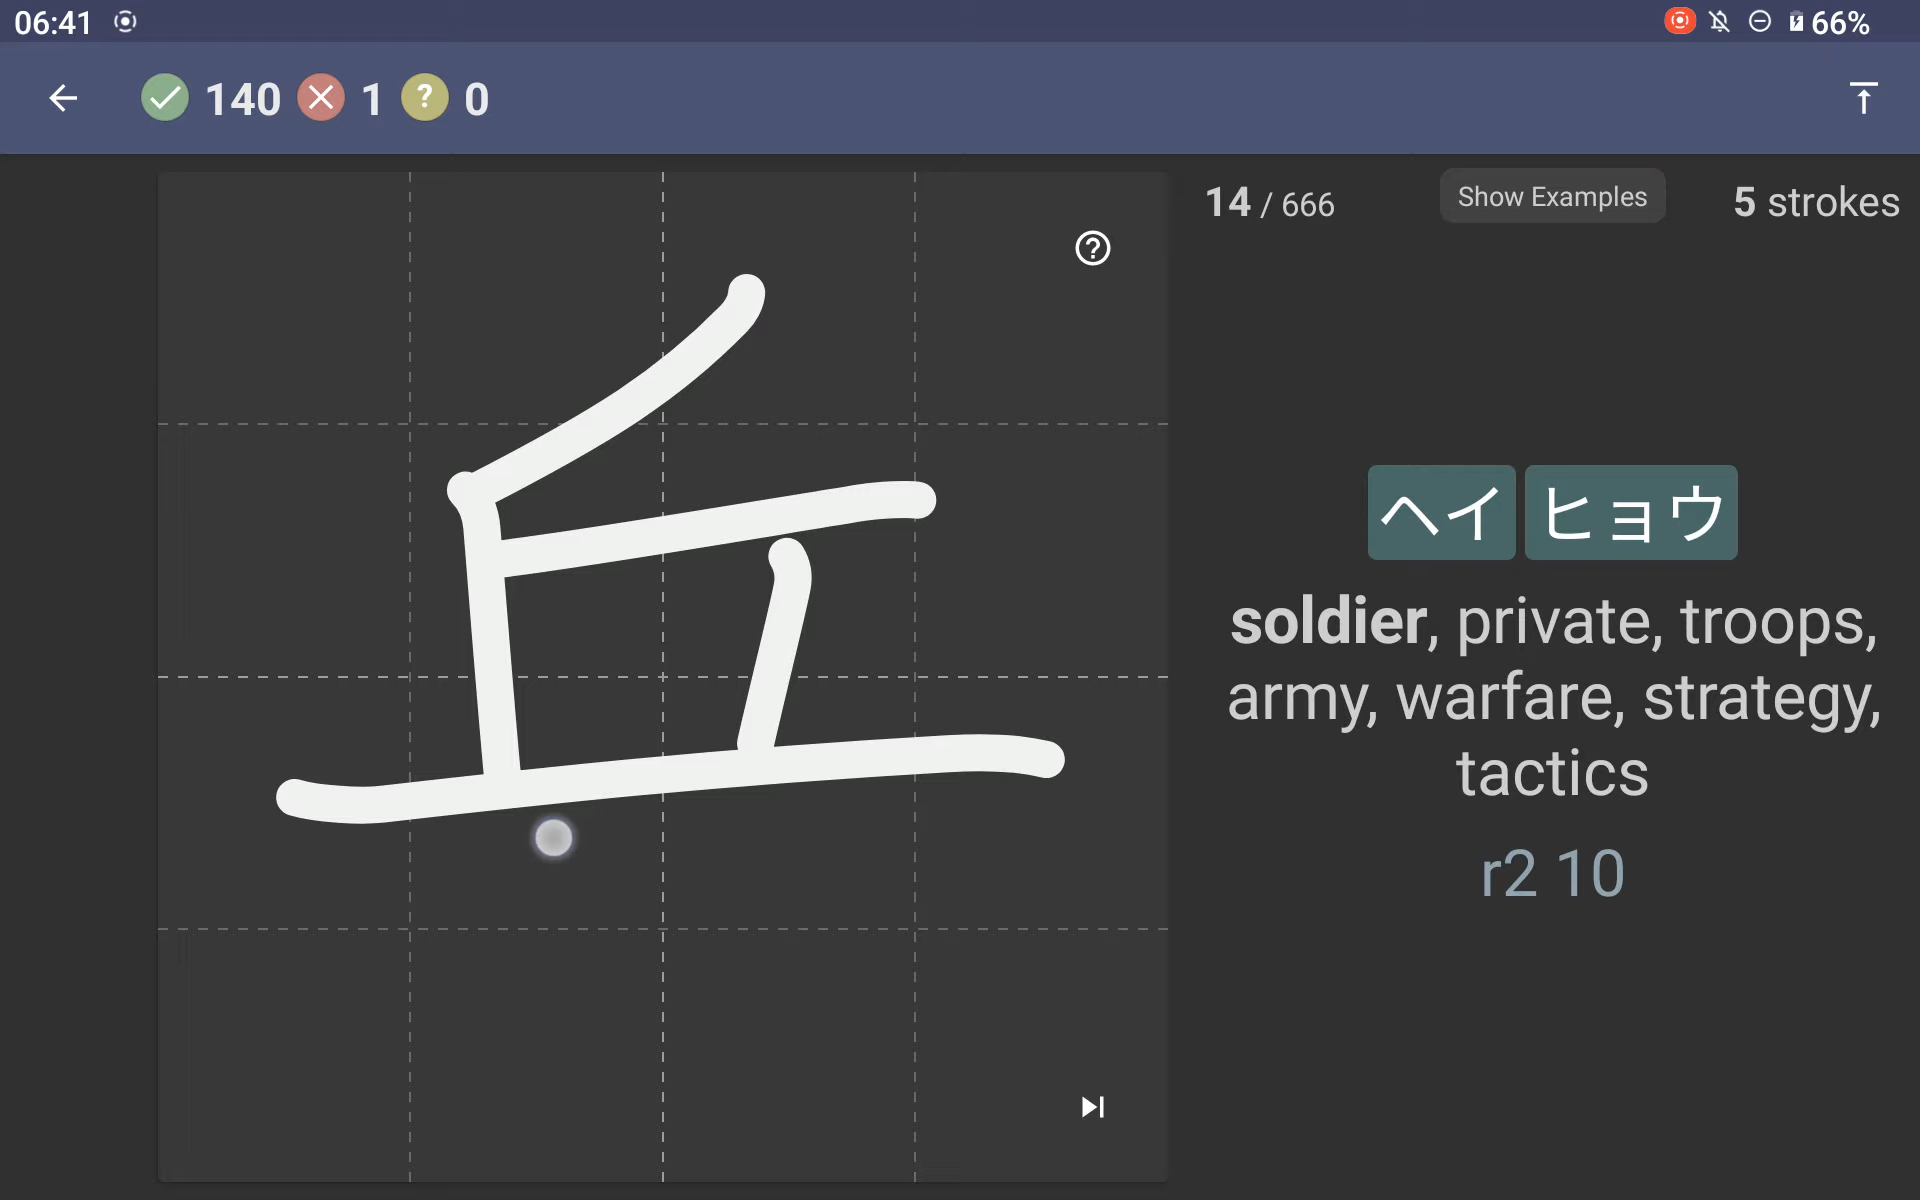 06:41 66%
140 1 ? 0
14 / 666 Show Examples 5 strokes
ヘイ ヒョウ
soldier, private, troops,
army, warfare, strategy,
tactics
r2 10